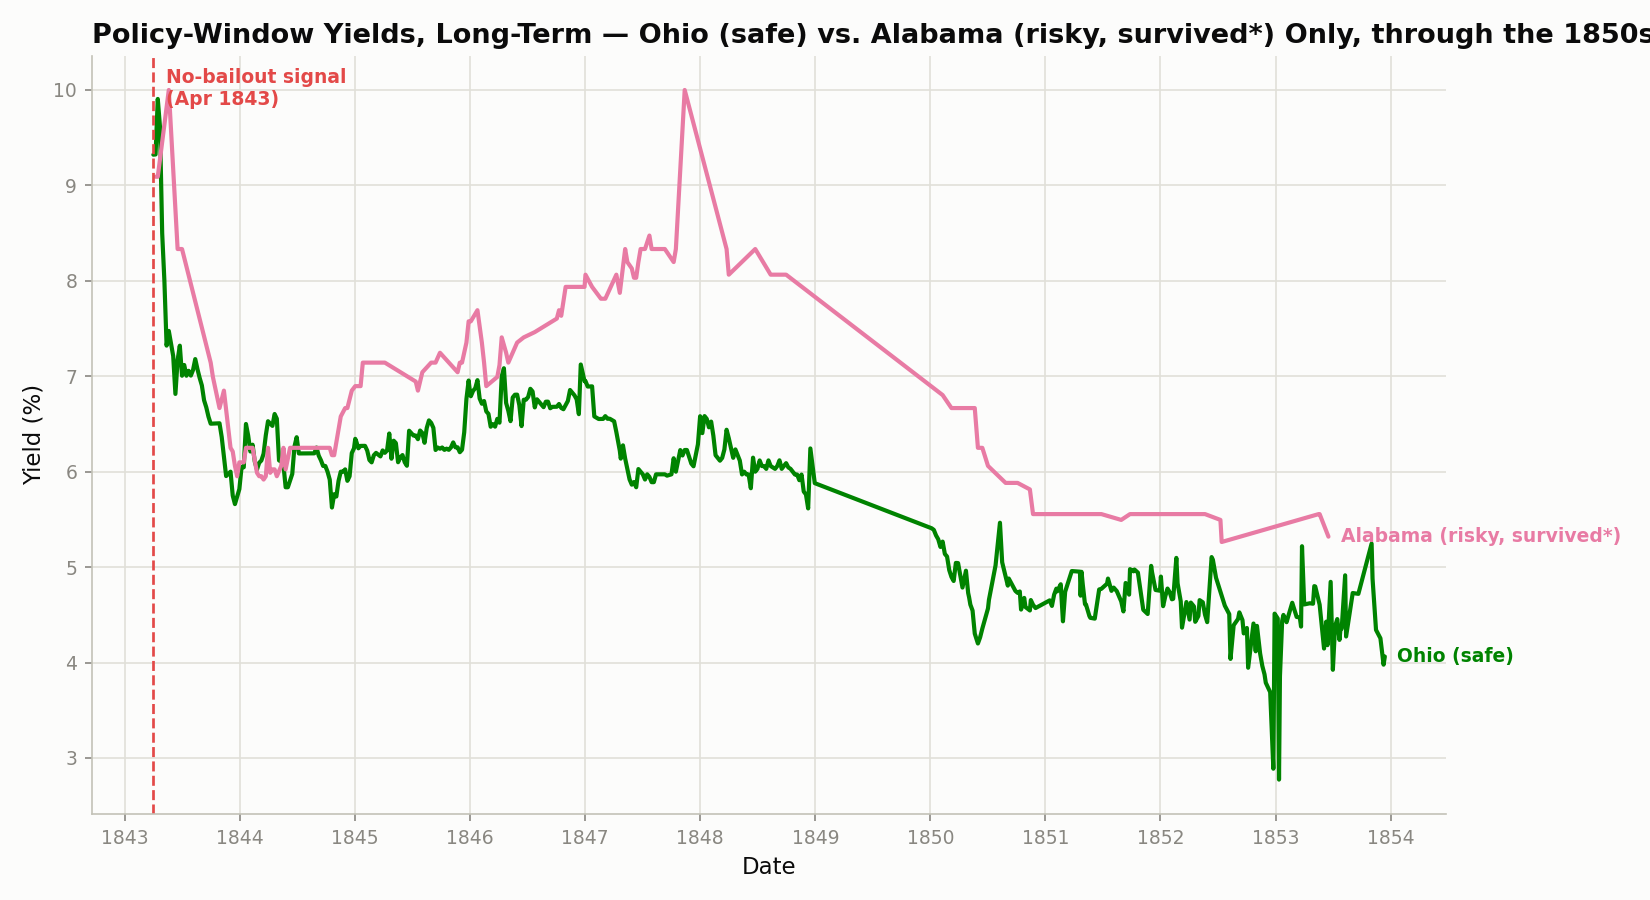 Policy-Window Yields, Long-Term — Ohio (safe) vs. Alabama (risky, survived*) Only, through the 1850s
No-bailout signal
(Apr 1843)
10
9
8
7
6
5
4
3
Yield (%)
Alabama (risky, survived*)
Ohio (safe)
1843 1844 1845 1846 1847 1848 1849 1850 1851 1852 1853 1854
Date